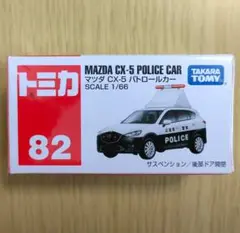 トミカ
82
MAZDA CX-5 POLICE CAR
マツダ CX-5 パトロールカー
SCALE 1/66
TAKARA TOMY
POLICE
サスペンション／後部ドア開閉